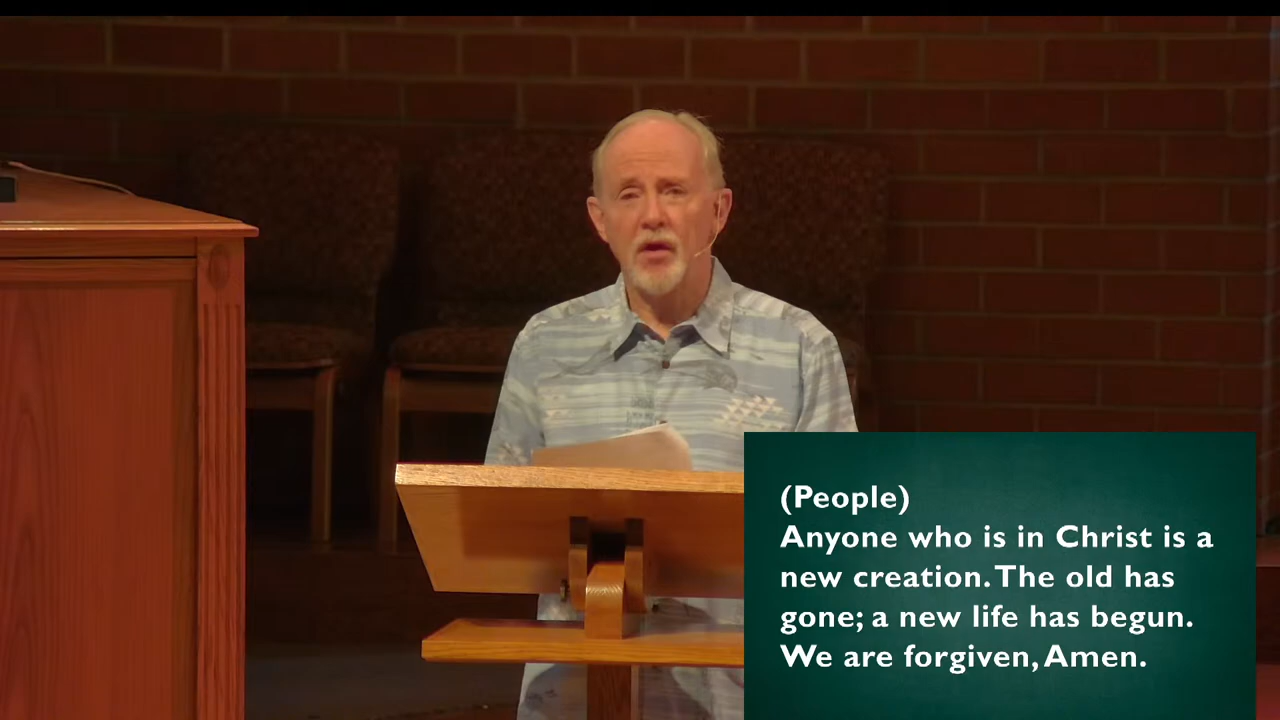 (People)
Anyone who is in Christ is a
new creation. The old has
gone; a new life has begun.
We are forgiven, Amen.